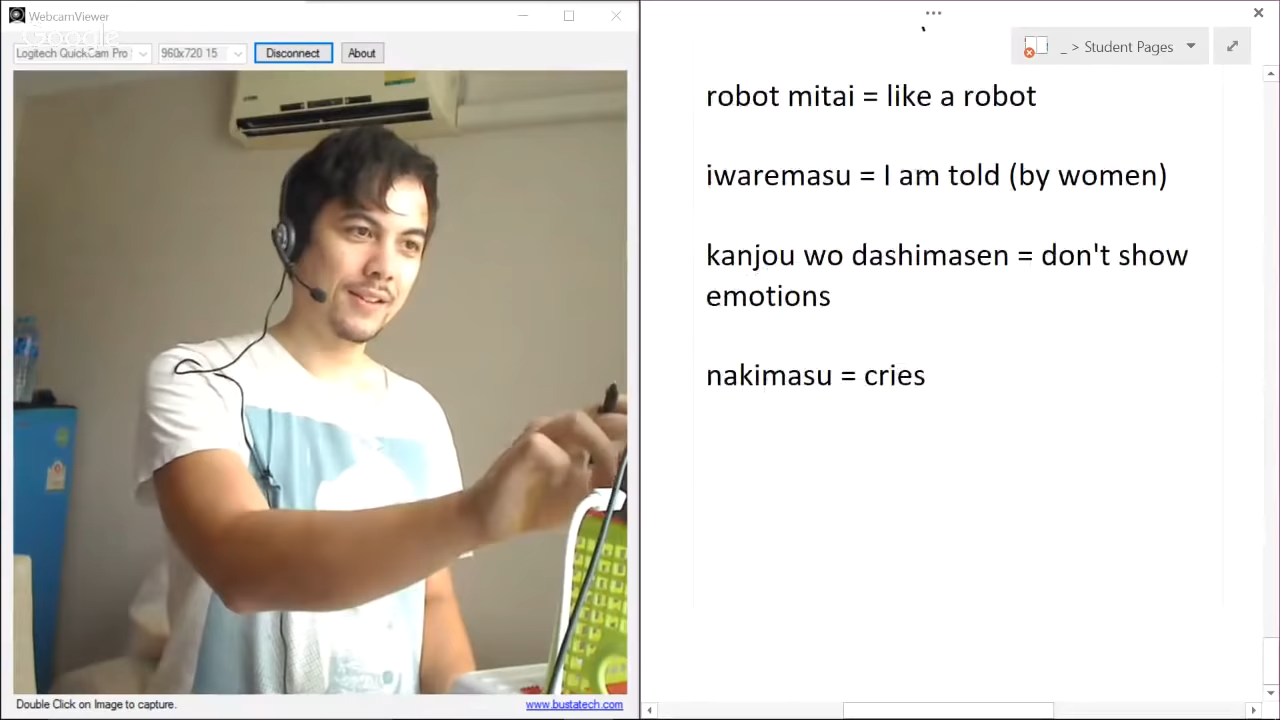 WebcamViewer
Google
Logitech QuickCam Pro
960x720 15
Disconnect
About
Double Click on Image to capture.
www.bustatech.com
_ > Student Pages
robot mitai = like a robot
iwaremasu = I am told (by women)
kanjou wo dashimasen = don't show
emotions
nakimasu = cries